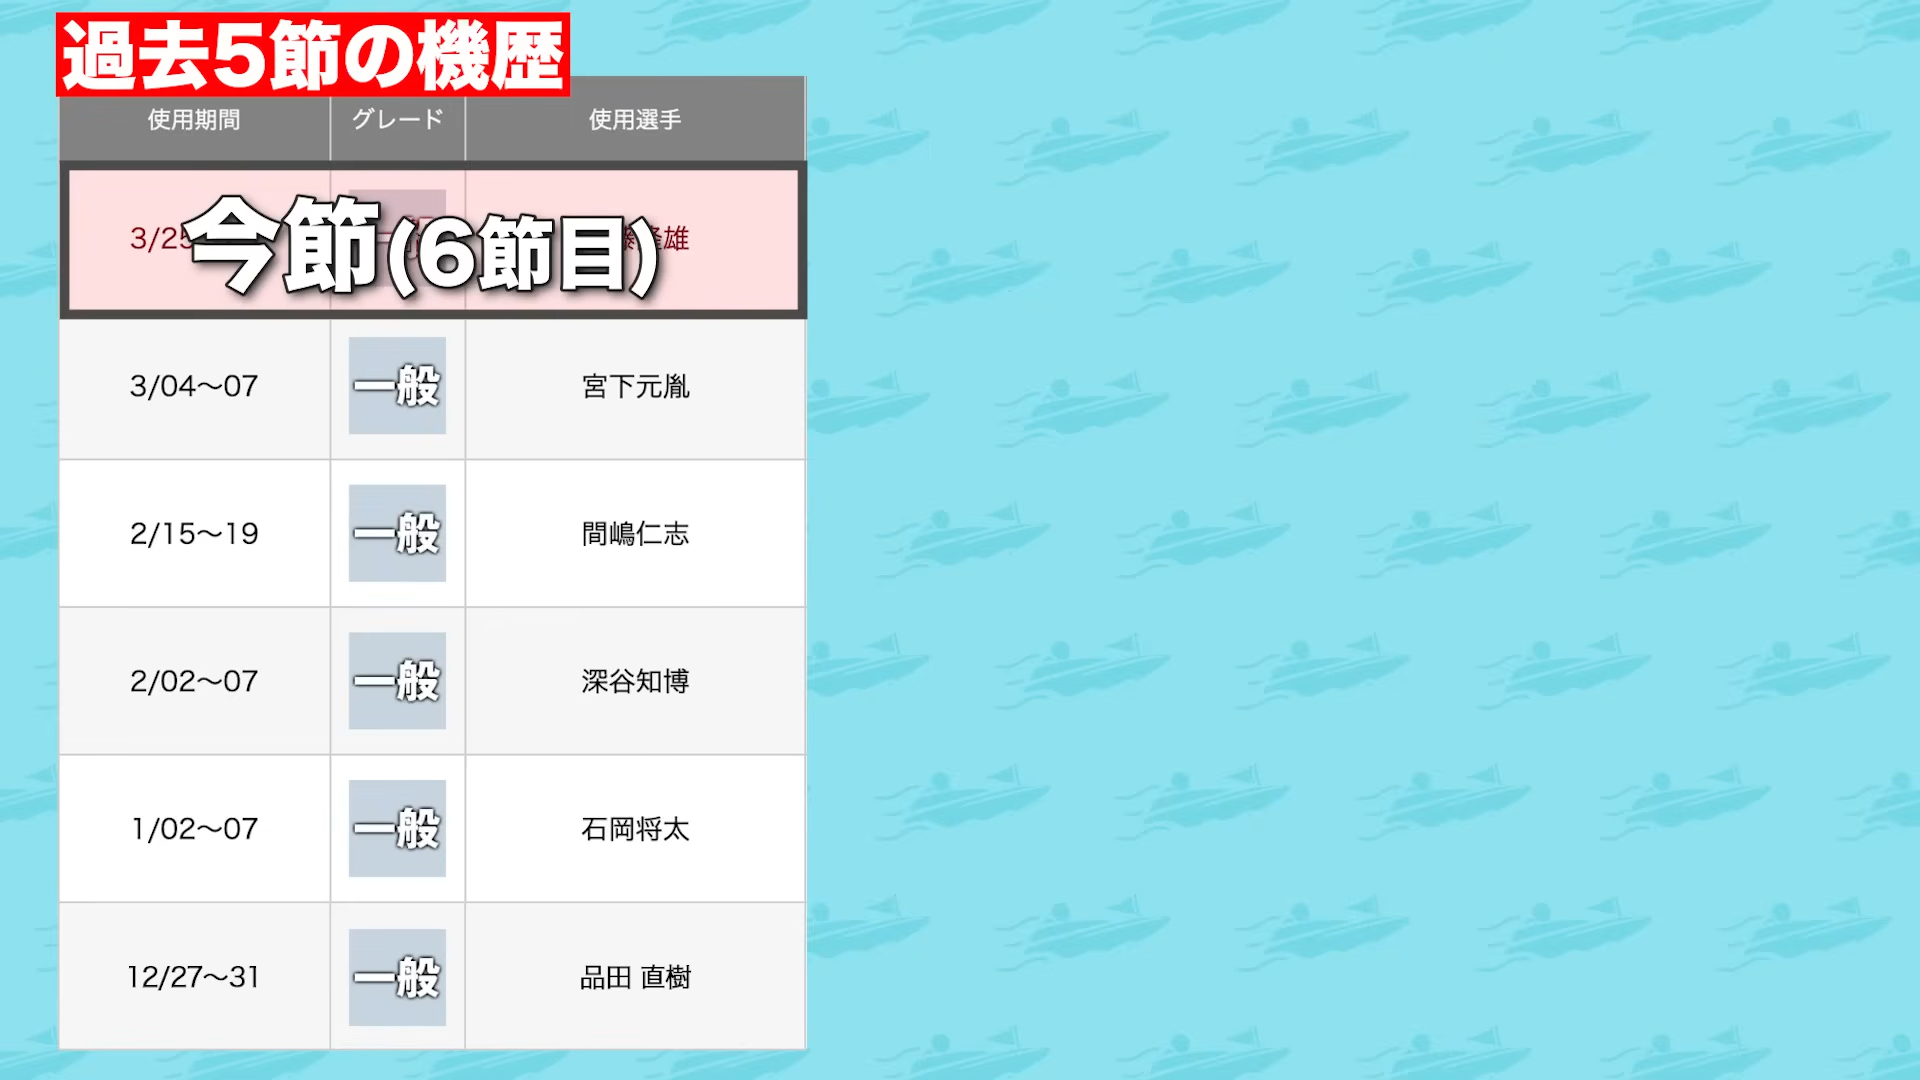 過去5節の機歴
使用期間 グレード 使用選手
今節(6節目)
3/25 雄
3/04〜07 一般 宮下元胤
2/15〜19 一般 間嶋仁志
2/02〜07 一般 深谷知博
1/02〜07 一般 石岡将太
12/27〜31 一般 品田 直樹